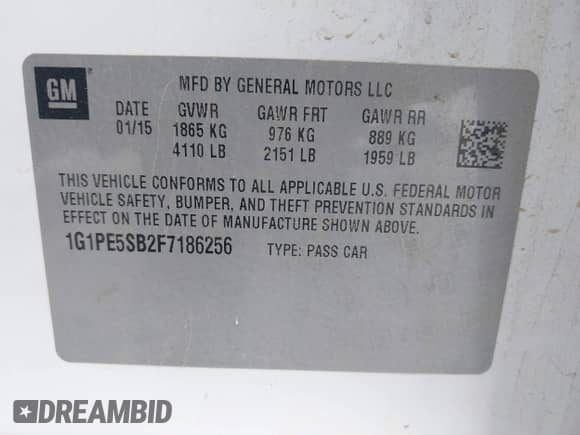 GM
MFD BY GENERAL MOTORS LLC
DATE GVWR GAWR FRT GAWR RR
01/15 1865 KG 976 KG 889 KG
4110 LB 2151 LB 1959 LB
THIS VEHICLE CONFORMS TO ALL APPLICABLE U.S. FEDERAL MOTOR
VEHICLE SAFETY, BUMPER, AND THEFT PREVENTION STANDARDS IN
EFFECT ON THE DATE OF MANUFACTURE SHOWN ABOVE.
1G1PE5SB2F7186256 TYPE: PASS CAR
DREAMBID